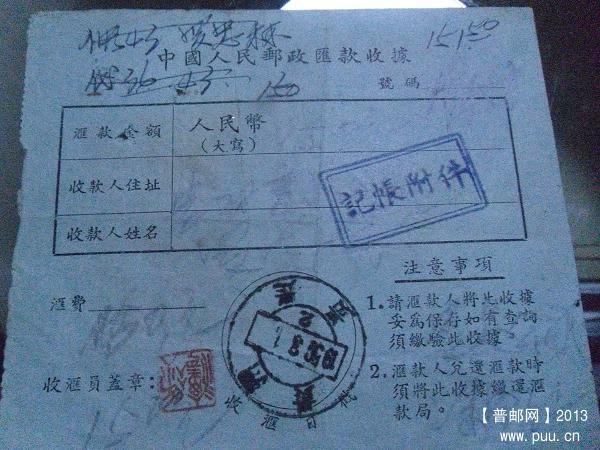 中國人民郵政匯款收據
15150
150
號碼
匯款金額
人民幣
(大寫)
收款人住址
收款人姓名
記帳附件
注意事項
匯費
1.請匯款人將此收據
妥爲保存如有查詢
須繳驗此收據。
2.匯款人兌還匯款時
須將此收據繳還匯
款局。
收匯員蓋章:
收匯日戳
【普邮网】2013
www.puu.cn